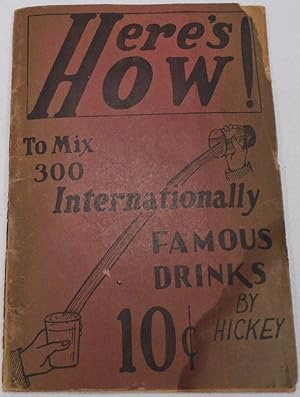 Here's
How!
To Mix
300
Internationally
FAMOUS
DRINKS
BY
HICKEY
10¢